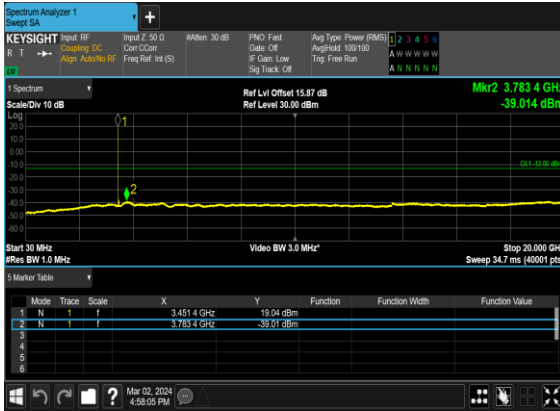 Spectrum Analyzer 1
Swept SA
+
KEYSIGHT Input: RF Input Z: 50 Ω #Atten: 30 dB PNO: Fast Avg Type: Power (RMS) 1 2 3 4 5 6
R T Coupling: DC Corr CCorr Gate: Off Avg|Hold: 100/100 A W W W W W
Align: Auto/No RF Freq Ref: Int (S) IF Gain: Low Trig: Free Run
Sig Track: Off A N N N N N
1 Spectrum Ref Lvl Offset 15.87 dB Mkr2 3.783 4 GHz
Scale/Div 10 dB Ref Level 30.00 dBm -39.014 dBm
Log
20.0
10.0
0.00
-10.0
-20.0
-30.0
-40.0
-50.0
-60.0
1
DL1 -13.00 dBm
2
Start 30 MHz Video BW 3.0 MHz* Stop 20.000 GHz
#Res BW 1.0 MHz Sweep 34.7 ms (40001 pts)
5 Marker Table
Mode Trace Scale X Y Function Function Width Function Value
1 N 1 f 3.451 4 GHz 19.04 dBm
2 N 1 f 3.783 4 GHz -39.01 dBm
3
4
5
6
? Mar 02, 2024
4:58:05 PM